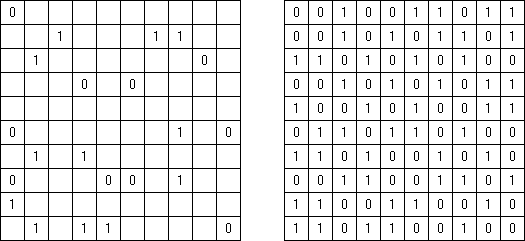 0
1 1 1
1 0
0 0
0 1 0
1 1
0 0 0 1
1
1 1 1 0
0 0 1 0 0 1 1 0 1 1
0 0 1 0 1 0 1 1 0 1
1 1 0 1 0 1 0 1 0 0
0 0 1 0 1 0 1 0 1 1
1 0 0 1 0 1 0 0 1 1
0 1 1 0 1 0 1 1 0 0
1 1 0 1 0 0 1 0 1 0
0 0 1 1 0 0 1 1 0 1
1 1 0 0 1 1 0 0 1 0
1 1 0 1 1 0 0 1 0 0